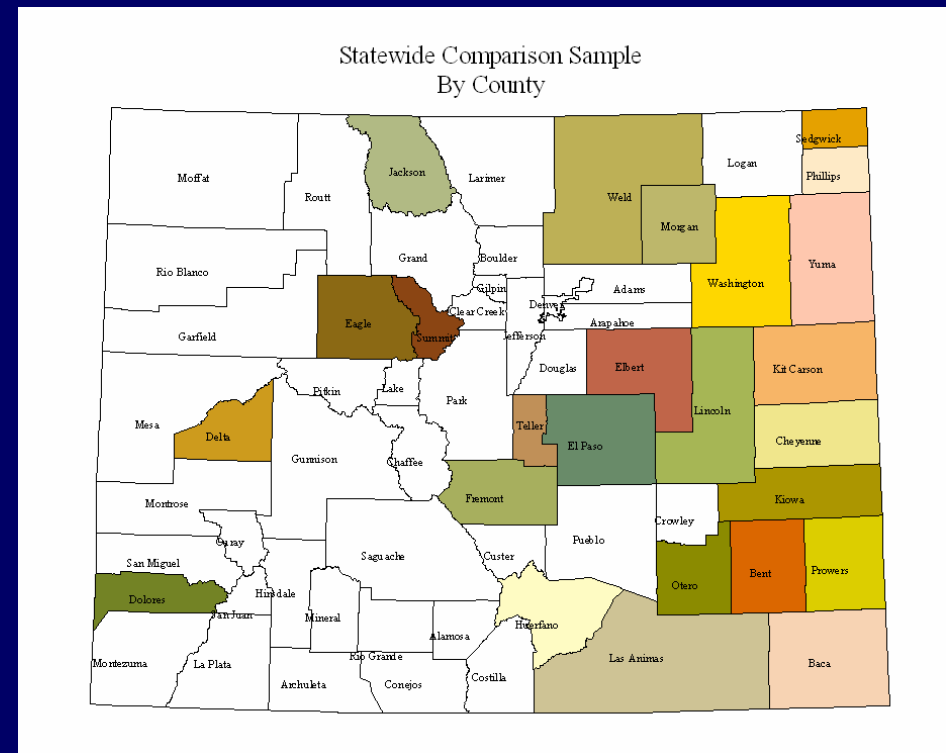 Statewide Comparison Sample
By County
Sedgwick
Logan
Phillips
Jackson
Larimer
Moffat
Routt
Weld
Morgan
Yuma
Grand
Boulder
Rio Blanco
Washington
Gilpin
Adams
Denver
Clear Creek
Eagle
Arapahoe
Summit
Jefferson
Garfield
Douglas
Elbert
Kit Carson
Pitkin
Lake
Park
Lincoln
Mesa
Teller
Delta
El Paso
Cheyenne
Gunnison
Chaffee
Fremont
Kiowa
Montrose
Crowley
Ouray
Pueblo
Saguache
Custer
San Miguel
Otero
Bent
Prowers
Dolores
Hinsdale
San Juan
Mineral
Huerfano
Alamosa
Rio Grande
Las Animas
Montezuma
La Plata
Baca
Costilla
Archuleta
Conejos